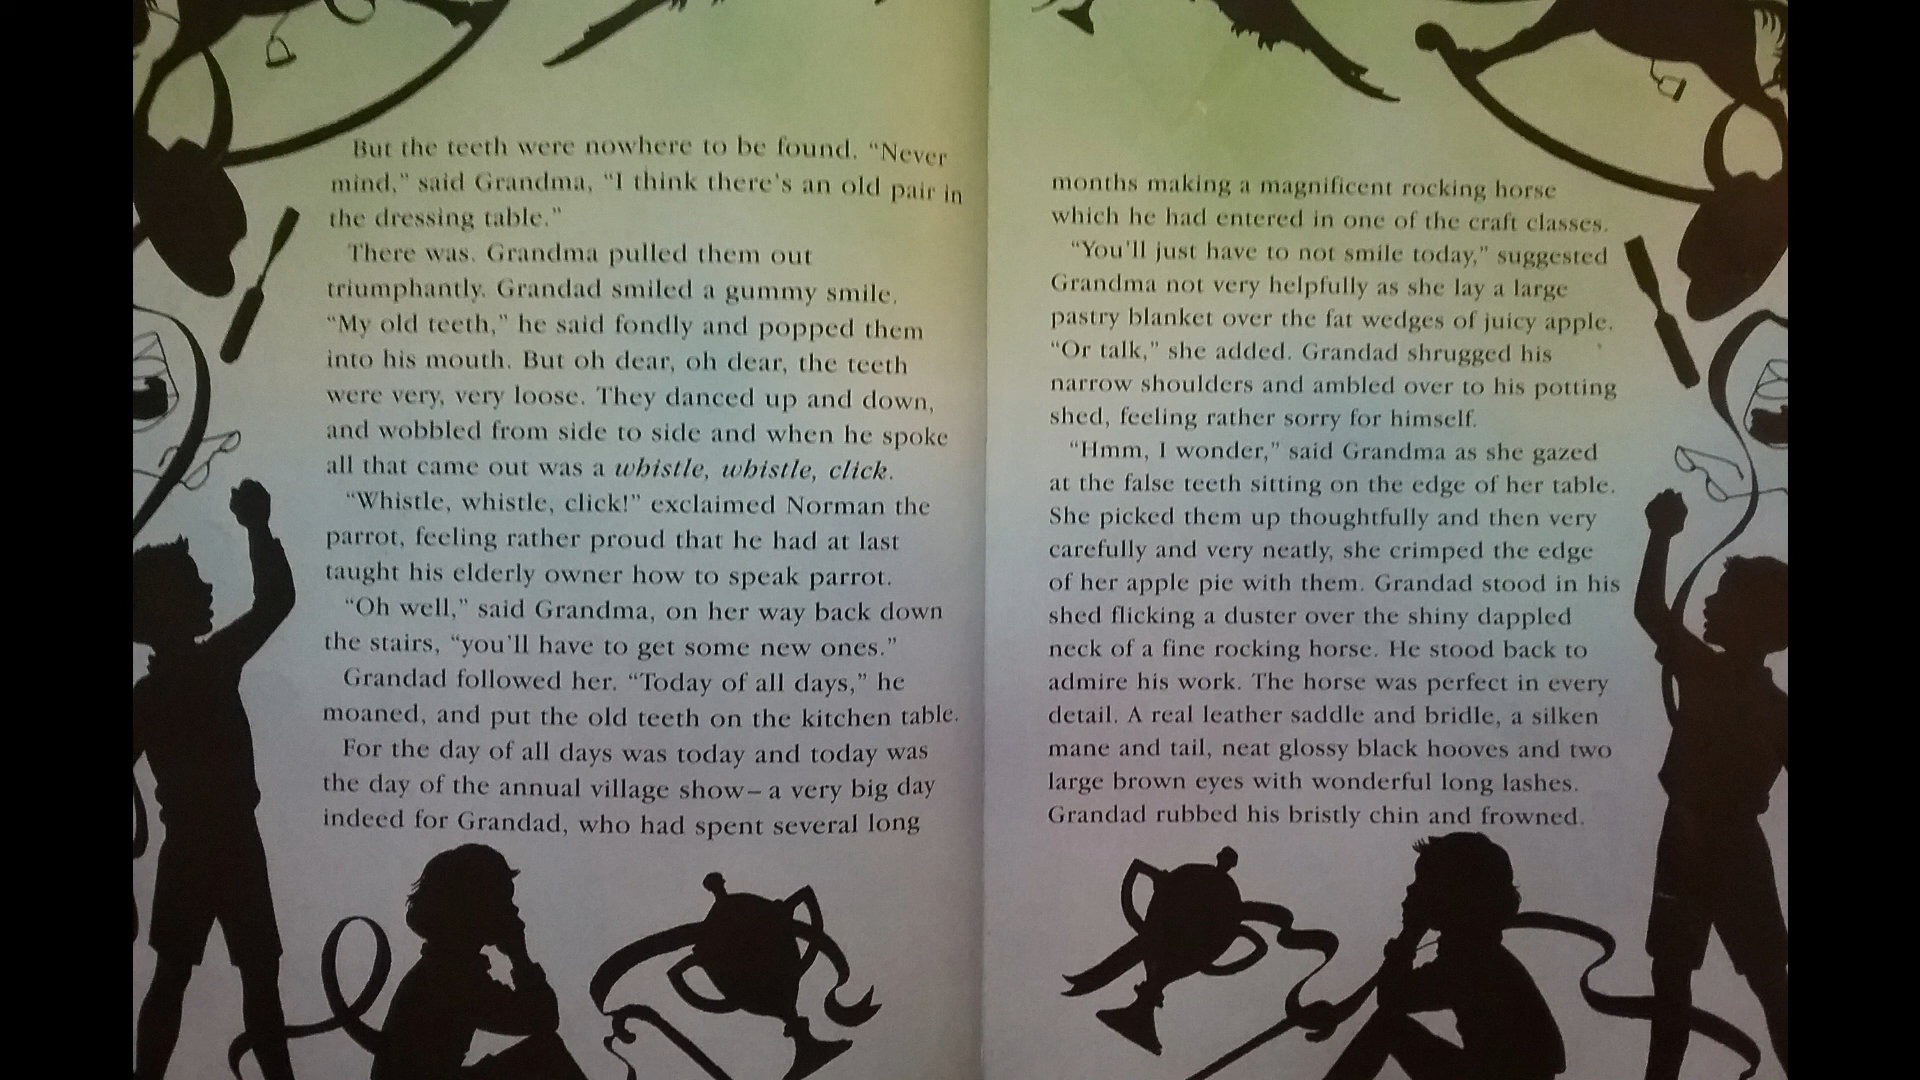 But the teeth were nowhere to be found. “Never
mind,” said Grandma, “I think there’s an old pair in
the dressing table.”
There was. Grandma pulled them out
triumphantly. Grandad smiled a gummy smile.
“My old teeth,” he said fondly and popped them
into his mouth. But oh dear, oh dear, the teeth
were very, very loose. They danced up and down,
and wobbled from side to side and when he spoke
all that came out was a whistle, whistle, click.
“Whistle, whistle, click!” exclaimed Norman the
parrot, feeling rather proud that he had at last
taught his elderly owner how to speak parrot.
“Oh well,” said Grandma, on her way back down
the stairs, “you’ll have to get some new ones.”
Grandad followed her. “Today of all days,” he
moaned, and put the old teeth on the kitchen table.
For the day of all days was today and today was
the day of the annual village show – a very big day
indeed for Grandad, who had spent several long
months making a magnificent rocking horse
which he had entered in one of the craft classes.
“You’ll just have to not smile today,” suggested
Grandma not very helpfully as she lay a large
pastry blanket over the fat wedges of juicy apple.
“Or talk,” she added. Grandad shrugged his
narrow shoulders and ambled over to his potting
shed, feeling rather sorry for himself.
“Hmm, I wonder,” said Grandma as she gazed
at the false teeth sitting on the edge of her table.
She picked them up thoughtfully and then very
carefully and very neatly, she crimped the edge
of her apple pie with them. Grandad stood in his
shed flicking a duster over the shiny dappled
neck of a fine rocking horse. He stood back to
admire his work. The horse was perfect in every
detail. A real leather saddle and bridle, a silken
mane and tail, neat glossy black hooves and two
large brown eyes with wonderful long lashes.
Grandad rubbed his bristly chin and frowned.